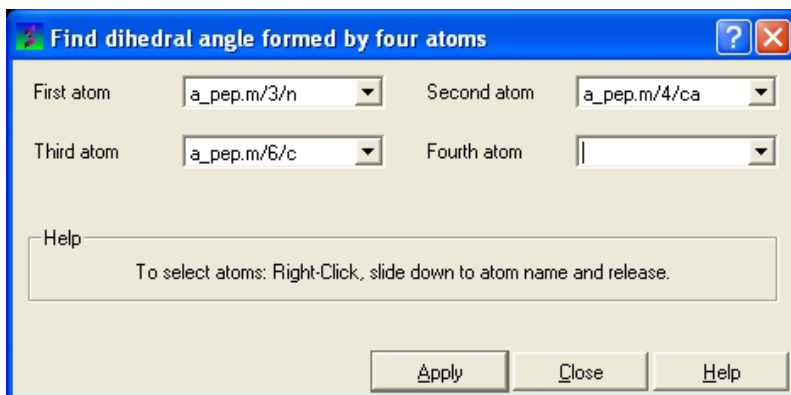 Find dihedral angle formed by four atoms
First atom a_pep.m/3/n Second atom a_pep.m/4/ca
Third atom a_pep.m/6/c Fourth atom
Help
To select atoms: Right-Click, slide down to atom name and release.
Apply Close Help